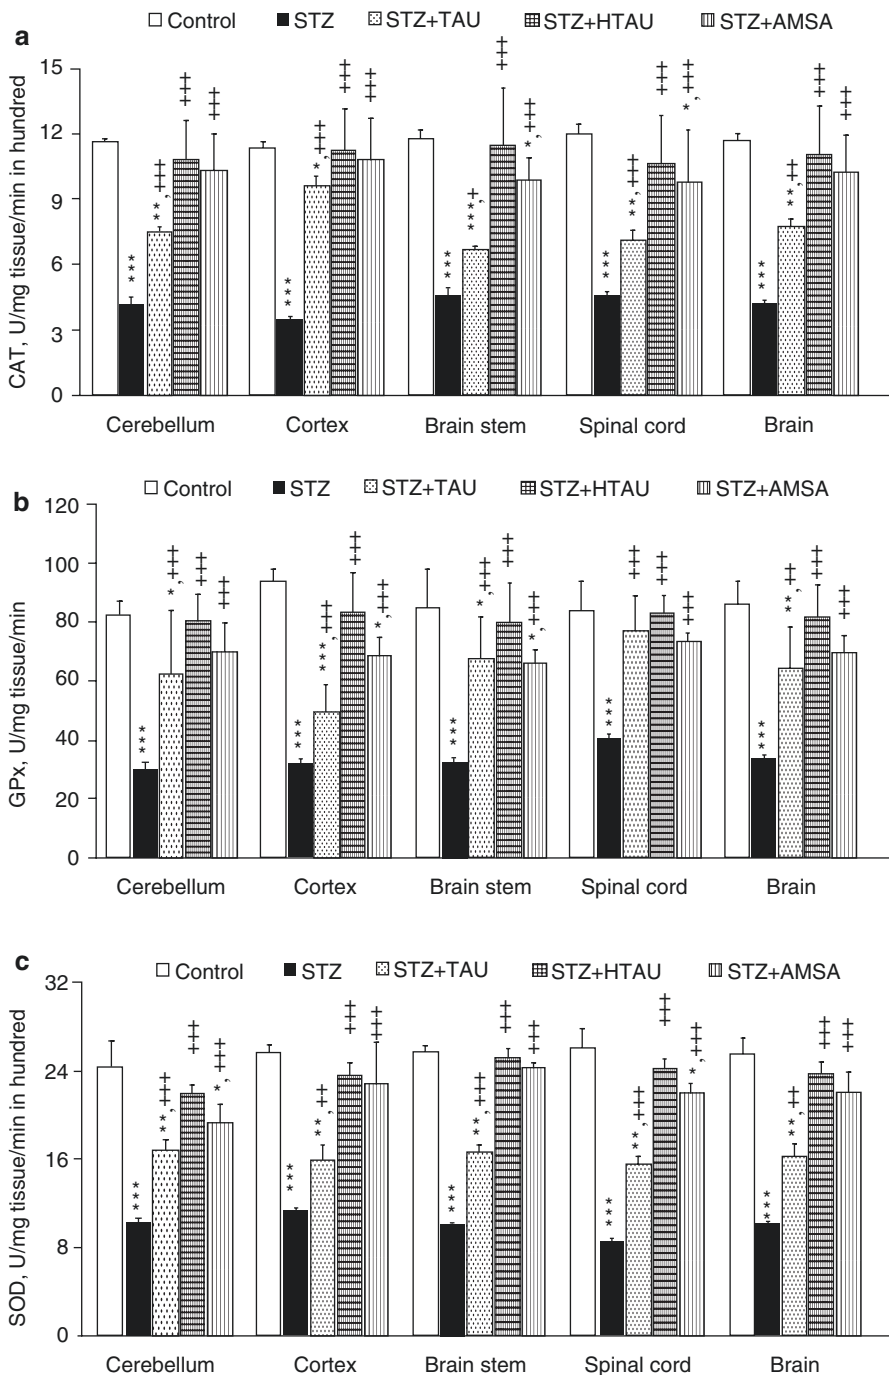 a
Control STZ STZ+TAU STZ+HTAU STZ+AMSA
CAT, U/mg tissue/min in hundred
15
12
9
6
3
0
Cerebellum Cortex Brain stem Spinal cord Brain
b
Control STZ STZ+TAU STZ+HTAU STZ+AMSA
GPx, U/mg tissue/min
120
100
80
60
40
20
0
Cerebellum Cortex Brain stem Spinal cord Brain
c
Control STZ STZ+TAU STZ+HTAU STZ+AMSA
SOD, U/mg tissue/min in hundred
32
24
16
8
0
Cerebellum Cortex Brain stem Spinal cord Brain